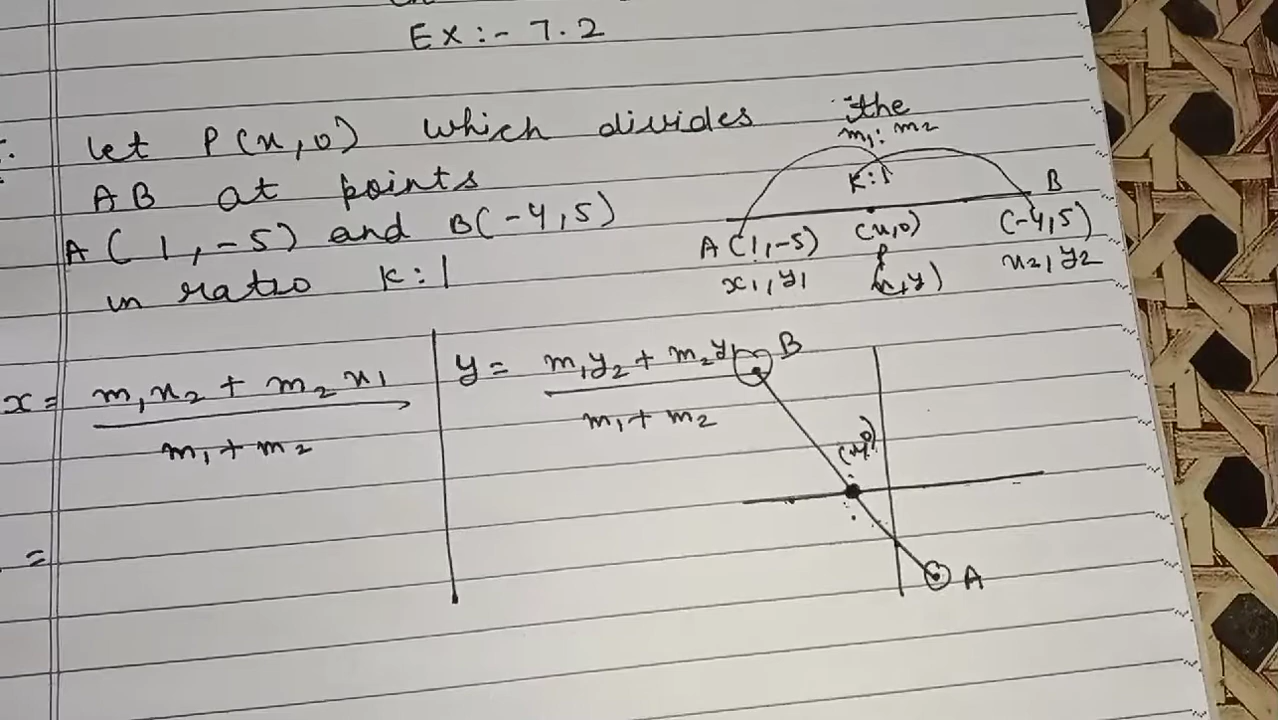 Ex:- 7.2
Let P(x,0) which divides the
AB at points
A(1,-5) and B(-4,5)
in ratio K:1
m1:m2
K:1
B
A(1,-5) (x,0) (-4,5)
x1,y1 (x,y) x2,y2
x = m1x2 + m2x1
m1 + m2
y = m1y2 + m2y1
m1 + m2
B
A
=